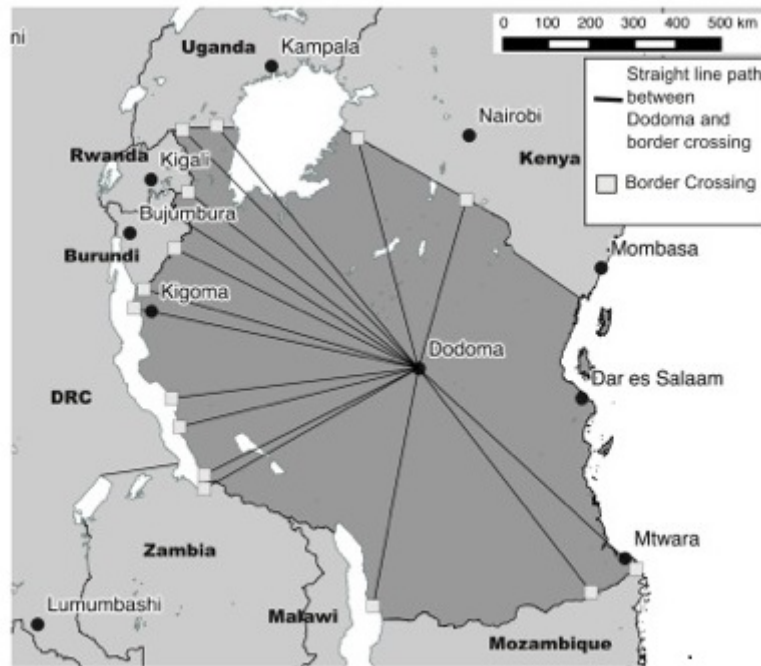 0 100 200 300 400 500 km
ni
Uganda
Kampala
Straight line path
between
Dodoma and
border crossing
Border Crossing
Nairobi
Kenya
Rwanda
Kigali
Bujumbura
Burundi
Mombasa
Kigoma
Dodoma
Dar es Salaam
DRC
Mtwara
Zambia
Lumumbashi
Malawi
Mozambique